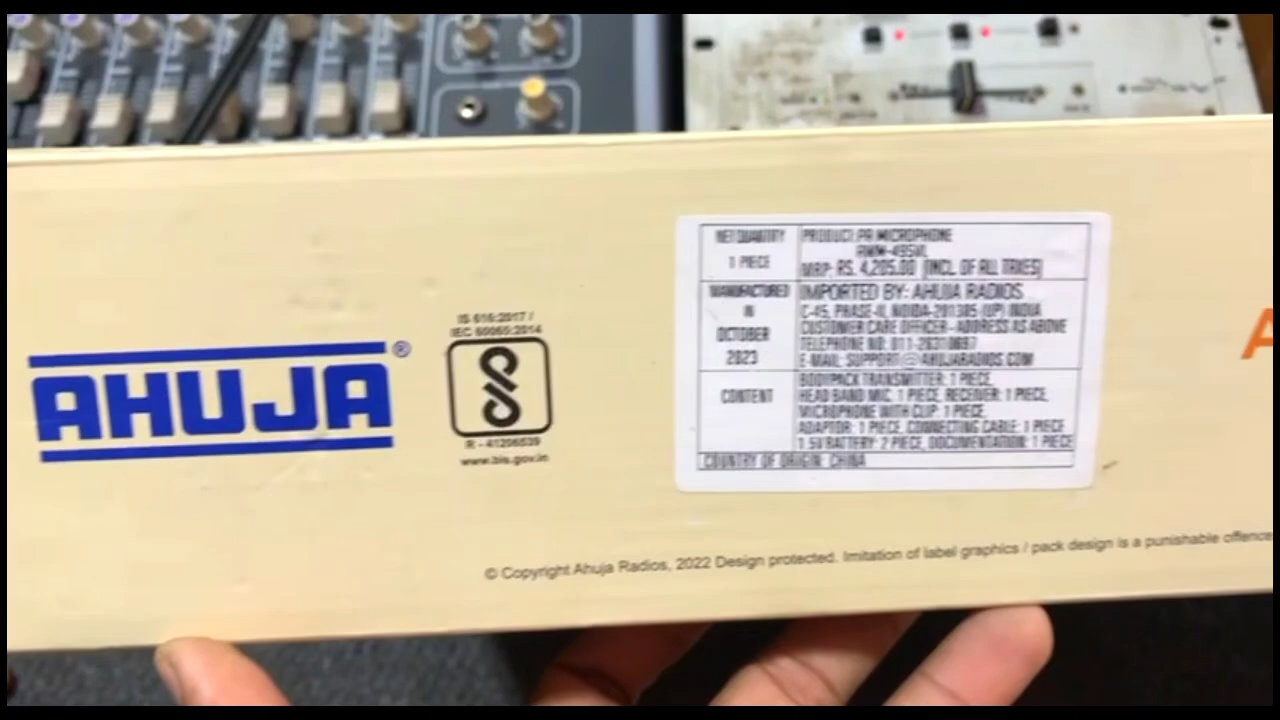 AHUJA®
IS 616:2017 /
IEC 60065:2014
R - 41206539
www.bis.gov.in
NET QUANTITY
1 PIECE
PRODUCT: PA MICROPHONE
AWM-495VL
MRP: RS. 4,205.00 [INCL OF ALL TAXES]
MANUFACTURED
IN
OCTOBER
2023
IMPORTED BY: AHUJA RADIOS
C-45, PHASE-II, NOIDA-201305 (UP) INDIA
CUSTOMER CARE OFFICER - ADDRESS AS ABOVE
TELEPHONE NO: 011-
E-MAIL: SUPPORT@AHUJARADIOS.COM
CONTENT
BODYPACK TRANSMITTER: 1 PIECE,
HEAD BAND MIC, 1 PIECE, RECEIVER: 1 PIECE,
MICROPHONE WITH CLIP: 1 PIECE,
ADAPTOR: 1 PIECE, CONNECTING CABLE: 1 PIECE
1.5V BATTERY: 2 PIECE, DOCUMENTATION: 1 PIECE
COUNTRY OF ORIGIN: CHINA
A
© Copyright Ahuja Radios, 2022 Design protected. Imitation of label graphics / pack design is a punishable offence